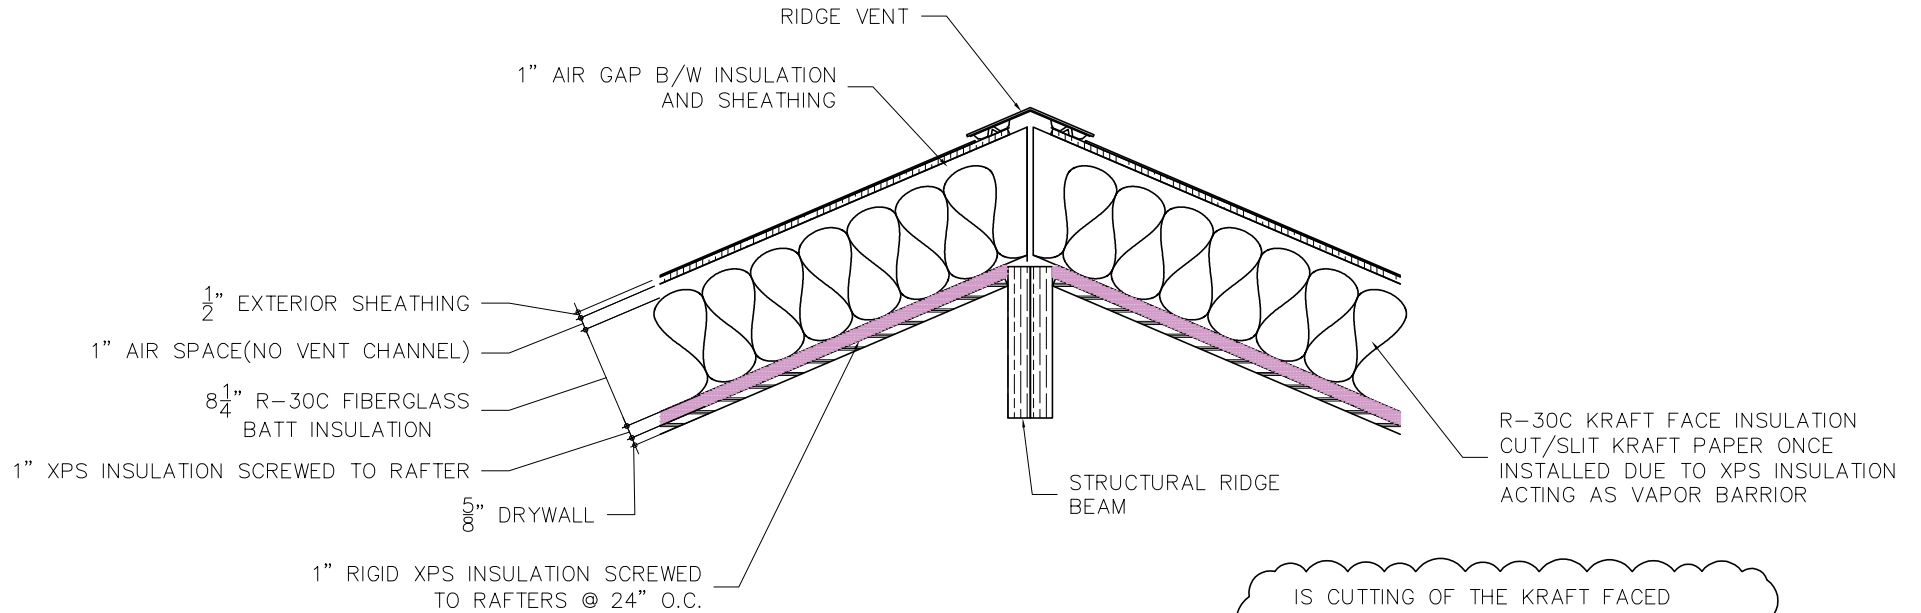 RIDGE VENT
1” AIR GAP B/W INSULATION
AND SHEATHING
1/2” EXTERIOR SHEATHING
1” AIR SPACE(NO VENT CHANNEL)
8 1/4” R-30C FIBERGLASS
BATT INSULATION
1” XPS INSULATION SCREWED TO RAFTER
5/8” DRYWALL
1” RIGID XPS INSULATION SCREWED
TO RAFTERS @ 24” O.C.
STRUCTURAL RIDGE
BEAM
R-30C KRAFT FACE INSULATION
CUT/SLIT KRAFT PAPER ONCE
INSTALLED DUE TO XPS INSULATION
ACTING AS VAPOR BARRIOR
IS CUTTING OF THE KRAFT FACED